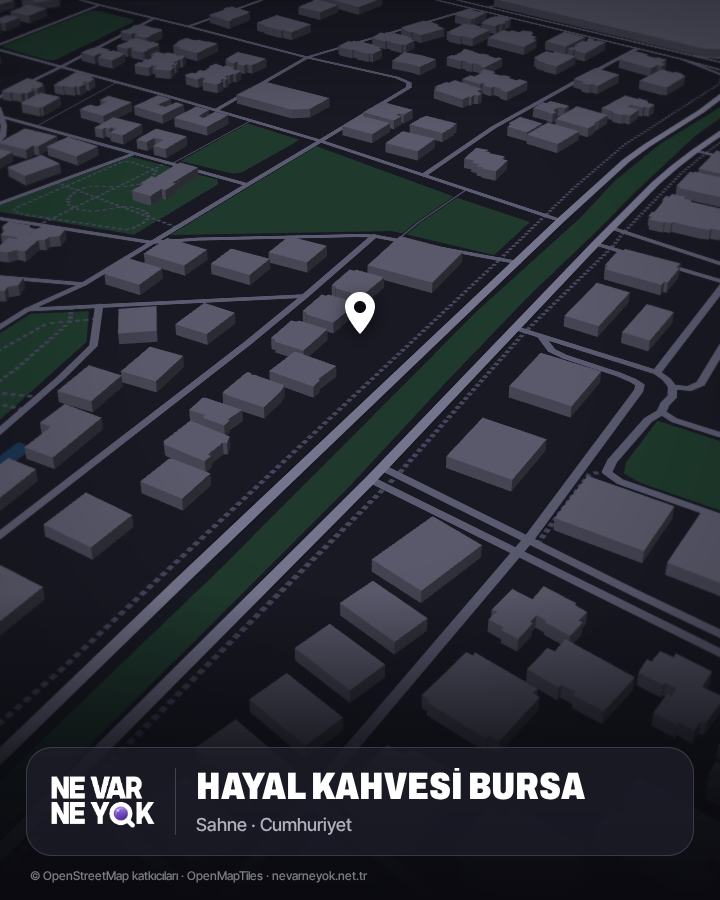 NE VAR
NE YOK
HAYAL KAHVESİ BURSA
Sahne · Cumhuriyet
© OpenStreetMap katkıcıları · OpenMapTiles · nevarneyok.net.tr